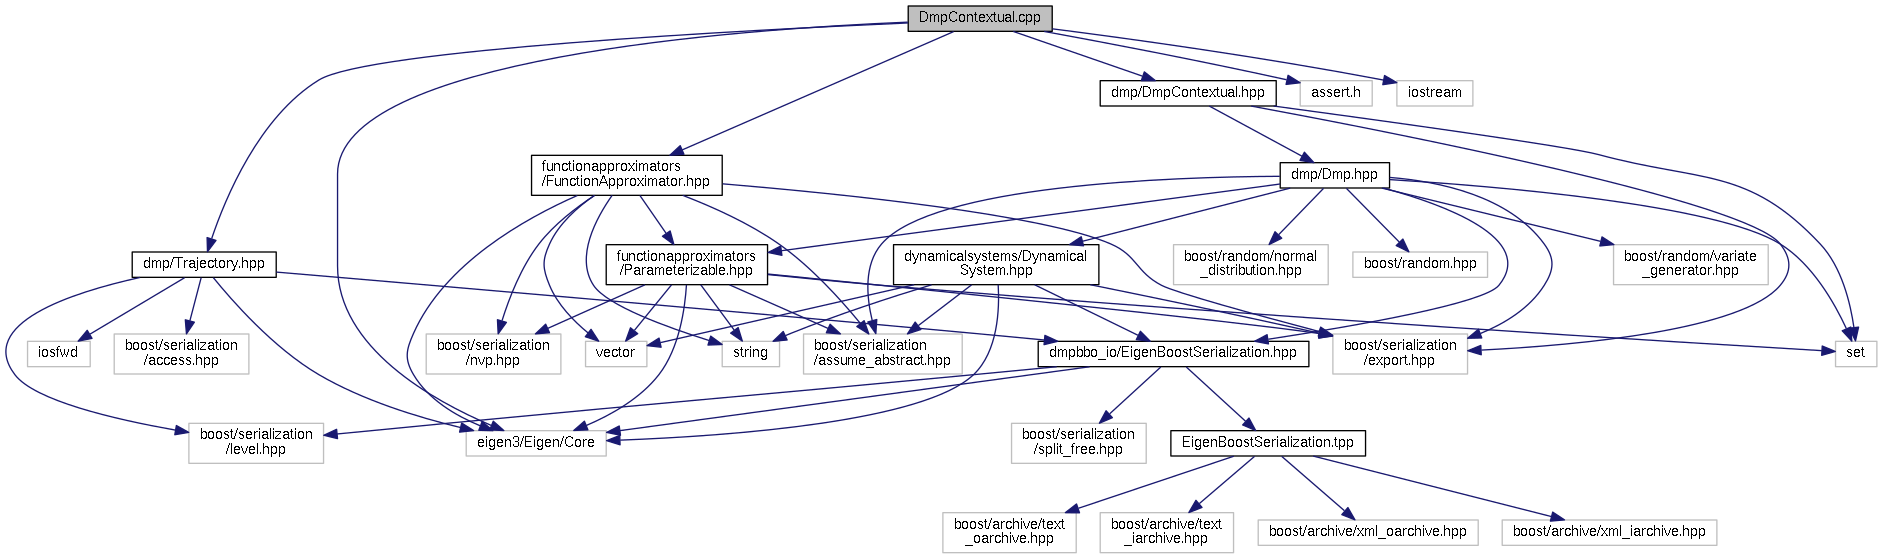 DmpContextual.cpp
dmp/DmpContextual.hpp
assert.h
iostream
functionapproximators
/FunctionApproximator.hpp
dmp/Dmp.hpp
dmp/Trajectory.hpp
functionapproximators
/Parameterizable.hpp
dynamicalsystems/Dynamical
System.hpp
boost/random/normal
_distribution.hpp
boost/random.hpp
boost/random/variate
_generator.hpp
iosfwd
boost/serialization
/access.hpp
boost/serialization
/nvp.hpp
vector
string
boost/serialization
/assume_abstract.hpp
dmpbbo_io/EigenBoostSerialization.hpp
boost/serialization
/export.hpp
set
boost/serialization
/level.hpp
eigen3/Eigen/Core
boost/serialization
/split_free.hpp
EigenBoostSerialization.tpp
boost/archive/text
_oarchive.hpp
boost/archive/text
_iarchive.hpp
boost/archive/xml_oarchive.hpp
boost/archive/xml_iarchive.hpp